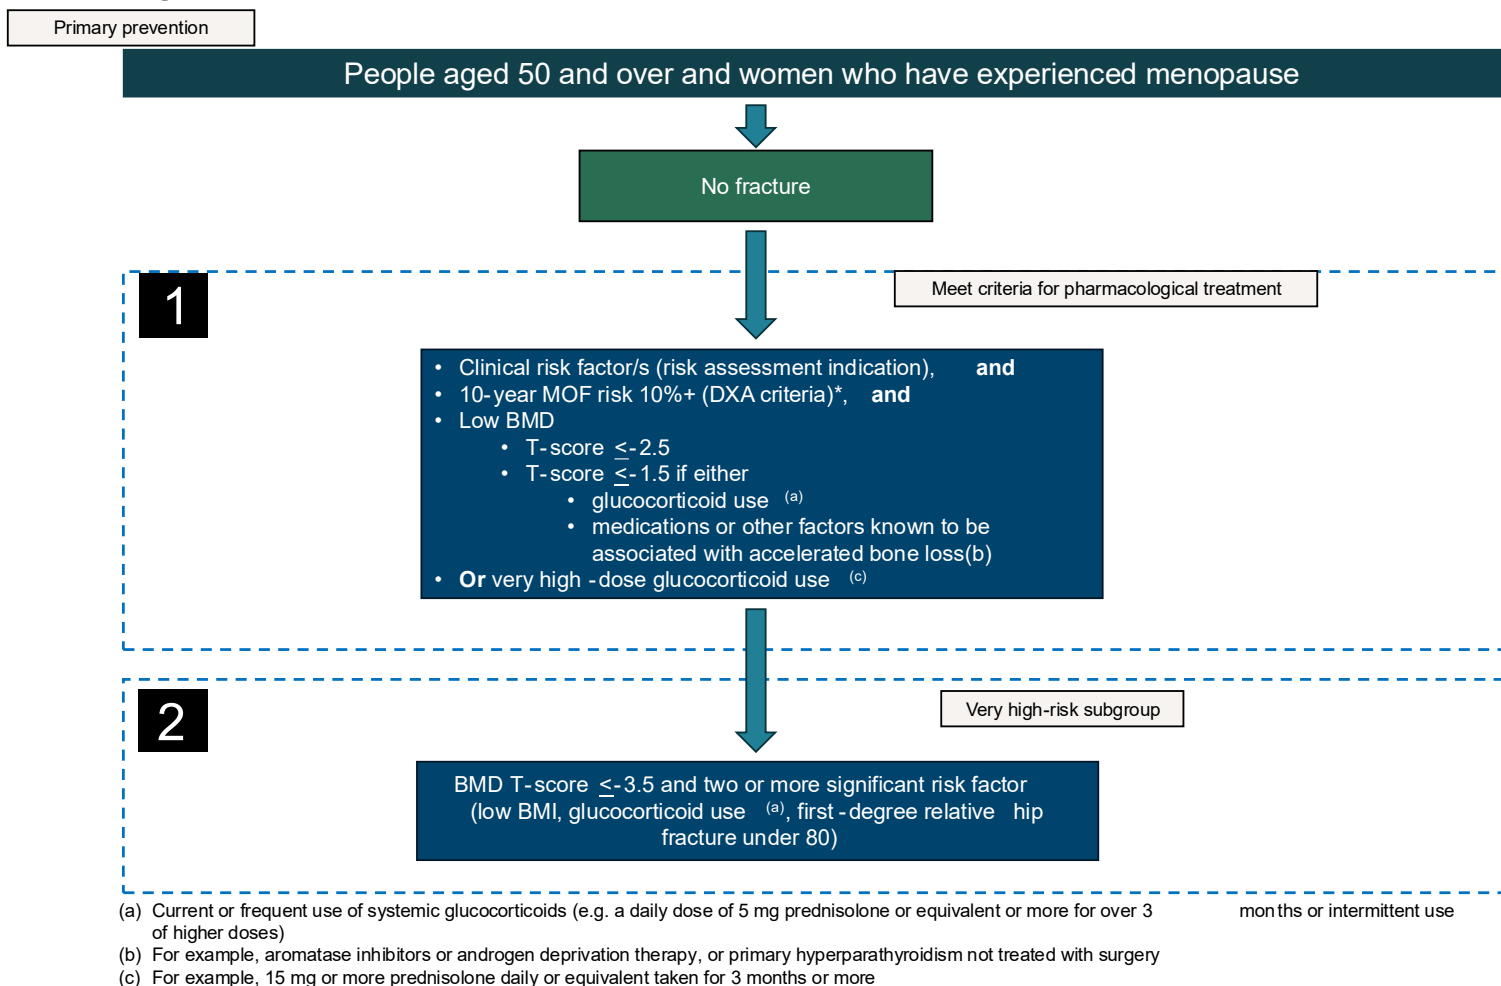 Primary prevention
People aged 50 and over and women who have experienced menopause
No fracture
1
Meet criteria for pharmacological treatment
• Clinical risk factor/s (risk assessment indication), and
• 10-year MOF risk 10%+ (DXA criteria)*, and
• Low BMD
• T-score ≤-2.5
• T-score ≤-1.5 if either
• glucocorticoid use (a)
• medications or other factors known to be
associated with accelerated bone loss(b)
• Or very high-dose glucocorticoid use (c)
2
Very high-risk subgroup
BMD T-score ≤-3.5 and two or more significant risk factor
(low BMI, glucocorticoid use (a), first-degree relative hip
fracture under 80)
(a) Current or frequent use of systemic glucocorticoids (e.g. a daily dose of 5 mg prednisolone or equivalent or more for over 3 months or intermittent use
of higher doses)
(b) For example, aromatase inhibitors or androgen deprivation therapy, or primary hyperparathyroidism not treated with surgery
(c) For example, 15 mg or more prednisolone daily or equivalent taken for 3 months or more